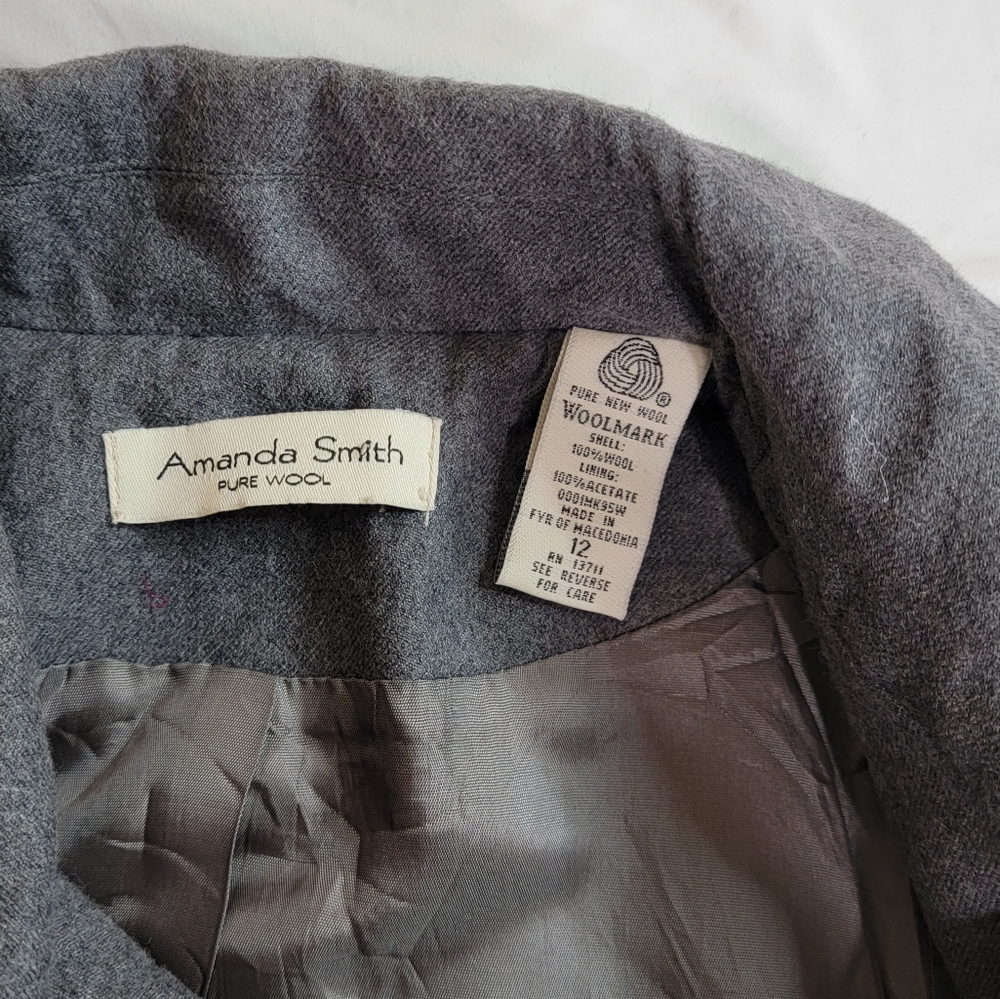 Amanda Smith
PURE WOOL
®
PURE NEW WOOL
WOOLMARK
SHELL:
100%WOOL
LINING:
100%ACETATE
0001MK95W
MADE IN
FYR OF MACEDONIA
12
RN 13711
SEE REVERSE
FOR CARE